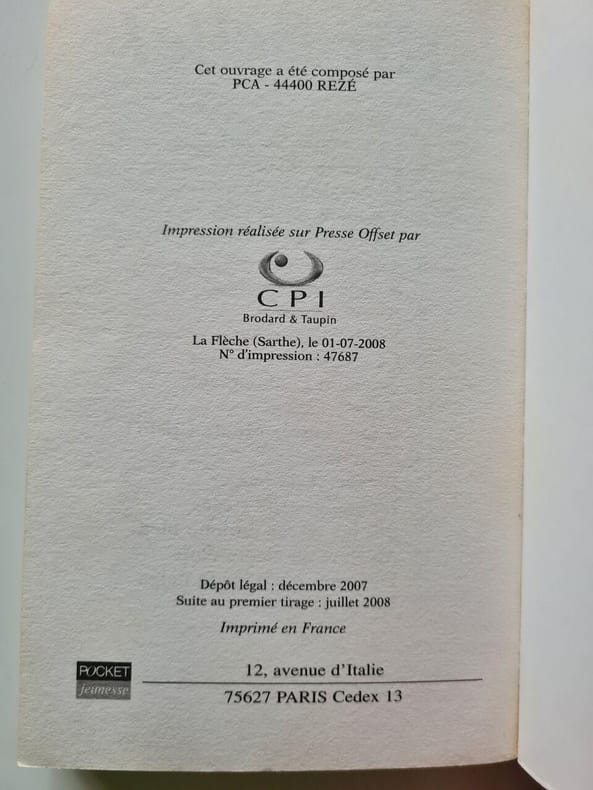 Cet ouvrage a été composé par
PCA - 44400 REZÉ
Impression réalisée sur Presse Offset par
CPI
Brodard & Taupin
La Flèche (Sarthe), le 01-07-2008
N° d'impression : 47687
Dépôt légal : décembre 2007
Suite au premier tirage : juillet 2008
Imprimé en France
POCKET
jeunesse
12, avenue d'Italie
75627 PARIS Cedex 13